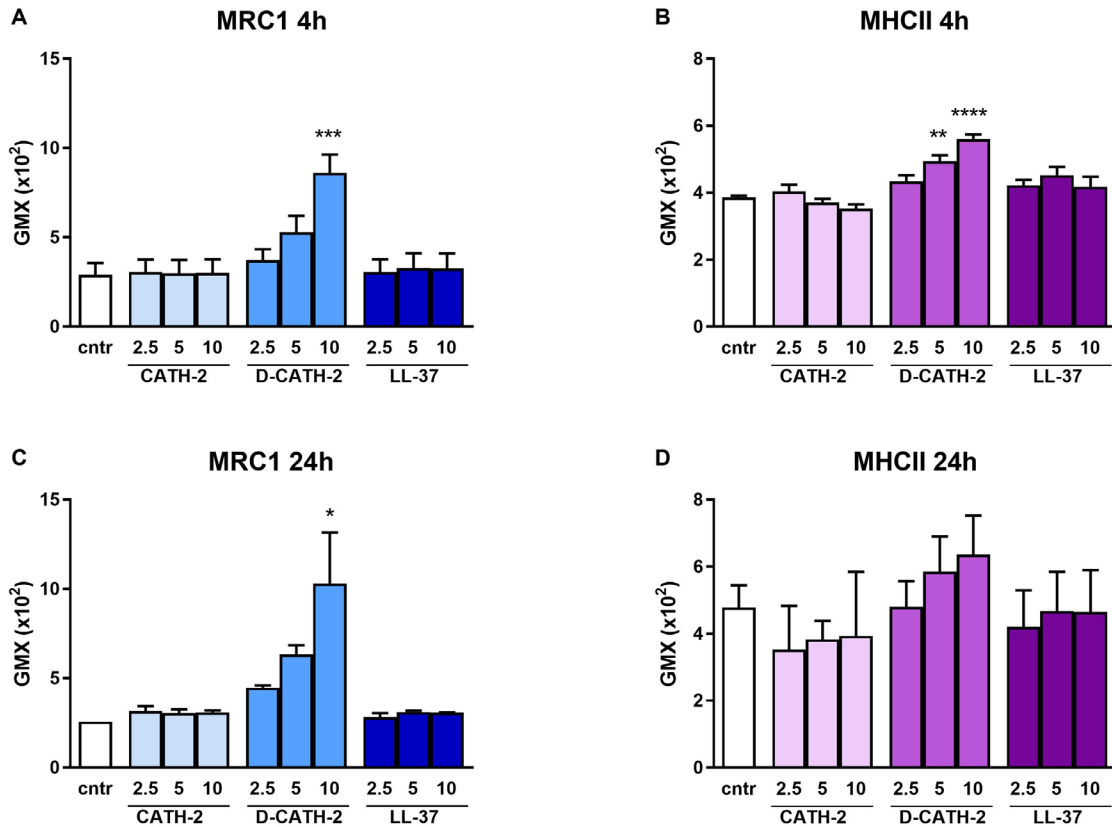 A
MRC1 4h
GMX (x10²)
15
10
5
0
***
cntr 2.5 5 10 2.5 5 10 2.5 5 10
CATH-2 D-CATH-2 LL-37
B
MHCII 4h
GMX (x10²)
8
6
4
2
0
** ****
cntr 2.5 5 10 2.5 5 10 2.5 5 10
CATH-2 D-CATH-2 LL-37
C
MRC1 24h
GMX (x10²)
15
10
5
0
*
cntr 2.5 5 10 2.5 5 10 2.5 5 10
CATH-2 D-CATH-2 LL-37
D
MHCII 24h
GMX (x10²)
8
6
4
2
0
cntr 2.5 5 10 2.5 5 10 2.5 5 10
CATH-2 D-CATH-2 LL-37